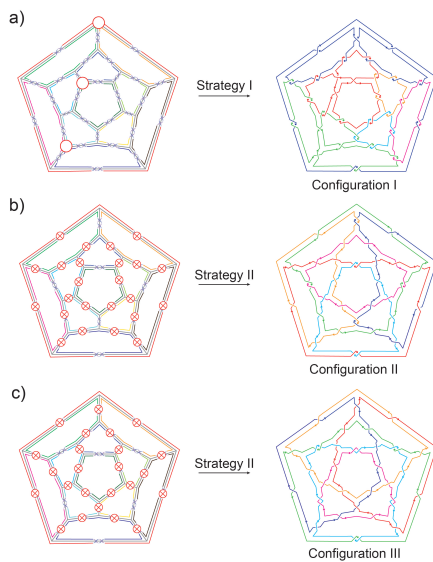 a)
Strategy I
Configuration I
b)
Strategy II
Configuration II
c)
Strategy II
Configuration III